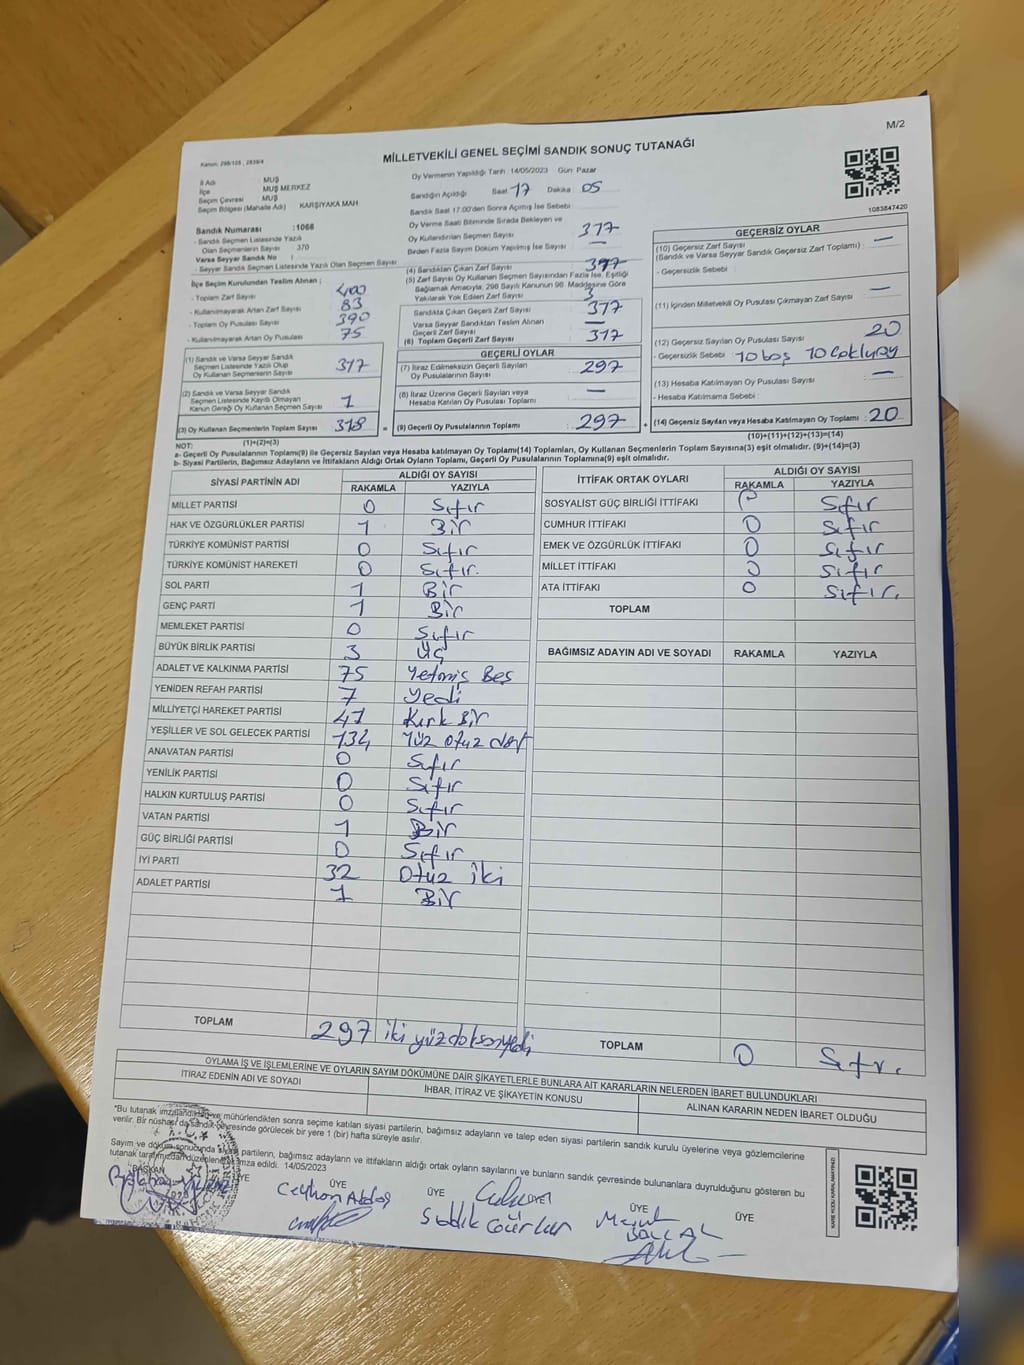 M/2
Kanun: 298/105 , 2839/4
MİLLETVEKİLİ GENEL SEÇİMİ SANDIK SONUÇ TUTANAĞI
1083847420
İl Adı : MUŞ
İlçe : MUŞ MERKEZ
Seçim Çevresi : MUŞ
Seçim Bölgesi (Mahalle Adı) KARŞIYAKA MAH
Sandık Numarası : 1066
- Sandık Seçmen Listesinde Yazılı
Olan Seçmenlerin Sayısı : 370
Varsa Seyyar Sandık No :
- Seyyar Sandık Seçmen Listesinde Yazılı Olan Seçmen Sayısı :
İlçe Seçim Kurulundan Teslim Alınan ;
- Toplam Zarf Sayısı : 400
- Kullanılmayarak Artan Zarf Sayısı : 83
- Toplam Oy Pusulası Sayısı : 390
- Kullanılmayarak Artan Oy Pusulası : 75
(1) Sandık ve Varsa Seyyar Sandık
Seçmen Listesinde Yazılı Olup
Oy Kullanan Seçmenlerin Sayısı 317
(2) Sandık ve Varsa Seyyar Sandık
Seçmen Listesinde Kayıtlı Olmayan
Kanun Gereği Oy Kullanan Seçmen Sayısı 1
(3) Oy Kullanan Seçmenlerin Toplam Sayısı 318
(1)+(2)=(3)
Oy Vermenin Yapıldığı Tarih 14/05/2023 Gün Pazar
Sandığın Açıldığı Saat 17 Dakika 05
Sandık Saat 17.00'den Sonra Açılmış İse Sebebi
Oy Verme Saati Bitiminde Sırada Bekleyen ve
Oy Kullandırılan Seçmen Sayısı : 317
Birden Fazla Sayım Döküm Yapılmış İse Sayısı : —
(4) Sandıktan Çıkan Zarf Sayısı
(5) Zarf Sayısı Oy Kullanan Seçmen Sayısından Fazla İse, Eşitliği
Sağlamak Amacıyla, 298 Sayılı Kanunun 98. Maddesine Göre
Yakılarak Yok Edilen Zarf Sayısı :
Sandıkta Çıkan Geçerli Zarf Sayısı : 317
Varsa Seyyar Sandıktan Teslim Alınan
Geçerli Zarf Sayısı : —
(6) Toplam Geçerli Zarf Sayısı : 317
GEÇERLİ OYLAR
(7) İtiraz Edilmeksizin Geçerli Sayılan
Oy Pusulalarının Sayısı : 297
(8) İtiraz Üzerine Geçerli Sayılan veya
Hesaba Katılan Oy Pusulası Toplamı : —
= (9) Geçerli Oy Pusulalarının Toplamı : 297
GEÇERSİZ OYLAR
(10) Geçersiz Zarf Sayısı
(Sandık ve Varsa Seyyar Sandık Geçersiz Zarf Toplamı) : —
- Geçersizlik Sebebi :
(11) İçinden Milletvekili Oy Pusulası Çıkmayan Zarf Sayısı : —
(12) Geçersiz Sayılan Oy Pusulası Sayısı : 20
- Geçersizlik Sebebi : 10 boş 10 Çoklu oy
(13) Hesaba Katılmayan Oy Pusulası Sayısı : —
- Hesaba Katılmama Sebebi :
+ (14) Geçersiz Sayılan veya Hesaba Katılmayan Oy Toplamı : 20
(10)+(11)+(12)+(13)=(14)
NOT:
a- Geçerli Oy Pusulalarının Toplamı(9) ile Geçersiz Sayılan veya Hesaba katılmayan Oy Toplamı(14) Toplamları, Oy Kullanan Seçmenlerin Toplam Sayısına(3) eşit olmalıdır. (9)+(14)=(3)
b- Siyasi Partilerin, Bağımsız Adayların ve İttifakların Aldığı Ortak Oyların Toplamı, Geçerli Oy Pusulalarının Toplamına(9) eşit olmalıdır.
SİYASİ PARTİNİN ADI ALDIĞI OY SAYISI
RAKAMLA YAZIYLA
MİLLET PARTİSİ 0 Sıfır
HAK VE ÖZGÜRLÜKLER PARTİSİ 1 Bir
TÜRKİYE KOMÜNİST PARTİSİ 0 Sıfır
TÜRKİYE KOMÜNİST HAREKETİ 0 Sıfır.
SOL PARTİ 1 Bir
GENÇ PARTİ 1 Bir
MEMLEKET PARTİSİ 0 Sıfır
BÜYÜK BİRLİK PARTİSİ 3 Üç
ADALET VE KALKINMA PARTİSİ 75 Yetmiş Beş
YENİDEN REFAH PARTİSİ 7 Yedi
MİLLİYETÇİ HAREKET PARTİSİ 41 Kırk Bir
YEŞİLLER VE SOL GELECEK PARTİSİ 134 Yüz otuz dört
ANAVATAN PARTİSİ 0 Sıfır
YENİLİK PARTİSİ 0 Sıfır
HALKIN KURTULUŞ PARTİSİ 0 Sıfır
VATAN PARTİSİ 1 Bir
GÜÇ BİRLİĞİ PARTİSİ 0 Sıfır
İYİ PARTİ 32 Otuz iki
ADALET PARTİSİ 1 Bir
TOPLAM 297 iki yüz doksan yedi
İTTİFAK ORTAK OYLARI ALDIĞI OY SAYISI
RAKAMLA YAZIYLA
SOSYALİST GÜÇ BİRLİĞİ İTTİFAKI 0 Sıfır
CUMHUR İTTİFAKI 0 Sıfır
EMEK VE ÖZGÜRLÜK İTTİFAKI 0 Sıfır
MİLLET İTTİFAKI 0 Sıfır
ATA İTTİFAKI 0 Sıfır.
TOPLAM
BAĞIMSIZ ADAYIN ADI VE SOYADI RAKAMLA YAZIYLA
TOPLAM 0 Sıfır.
OYLAMA İŞ VE İŞLEMLERİNE VE OYLARIN SAYIM DÖKÜMÜNE DAİR ŞİKAYETLERLE BUNLARA AİT KARARLARIN NELERDEN İBARET BULUNDUKLARI
İTİRAZ EDENİN ADI VE SOYADI İHBAR, İTİRAZ VE ŞİKAYETİN KONUSU ALINAN KARARIN NEDEN İBARET OLDUĞU
"Bu tutanak imzalandıktan ve mühürlendikten sonra seçime katılan siyasi partilerin, bağımsız adayların ve talep eden siyasi partilerin sandık kurulu üyelerine veya gözlemcilerine
verilir. Bir nüshası da sandık çevresinde görülecek bir yere 1 (bir) hafta süreyle asılır.
Sayım ve döküm sonucunda siyasi partilerin, bağımsız adayların ve ittifakların aldığı ortak oyların sayılarını ve bunların sandık çevresinde bulunanlara duyrulduğunu gösteren bu
tutanak tarafımızdan düzenlenerek imza edildi. 14/05/2023
BAŞKAN ÜYE ÜYE ÜYE ÜYE ÜYE ÜYE
Ceyhan
Sıddık Gürkan
KARE KODU KARALAMAYINIZ